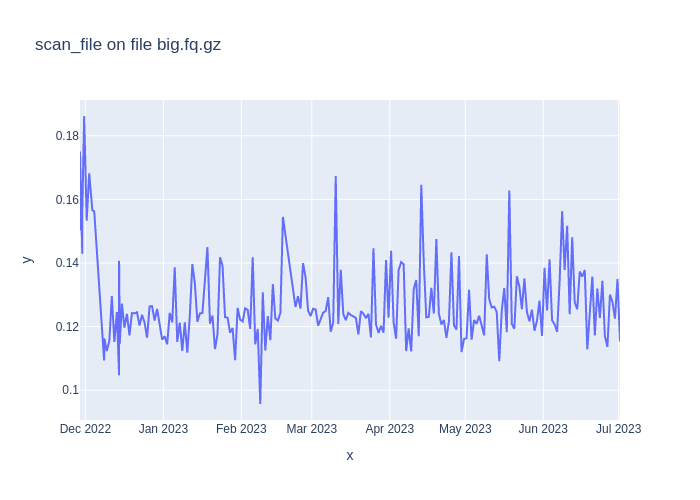 scan_file on file big.fq.gz
0.18
0.16
0.14
0.12
0.1
y
Dec 2022 Jan 2023 Feb 2023 Mar 2023 Apr 2023 May 2023 Jun 2023 Jul 2023
x